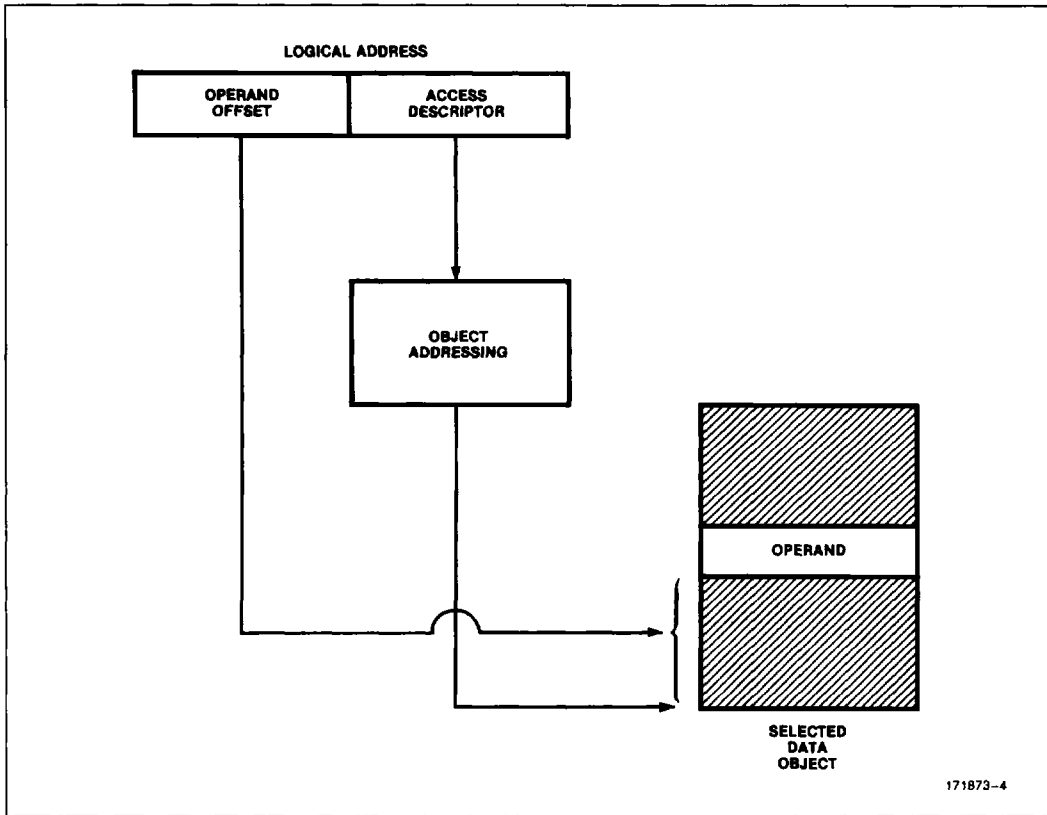 LOGICAL ADDRESS
OPERAND
OFFSET
ACCESS
DESCRIPTOR
OBJECT
ADDRESSING
OPERAND
SELECTED
DATA
OBJECT
171873-4